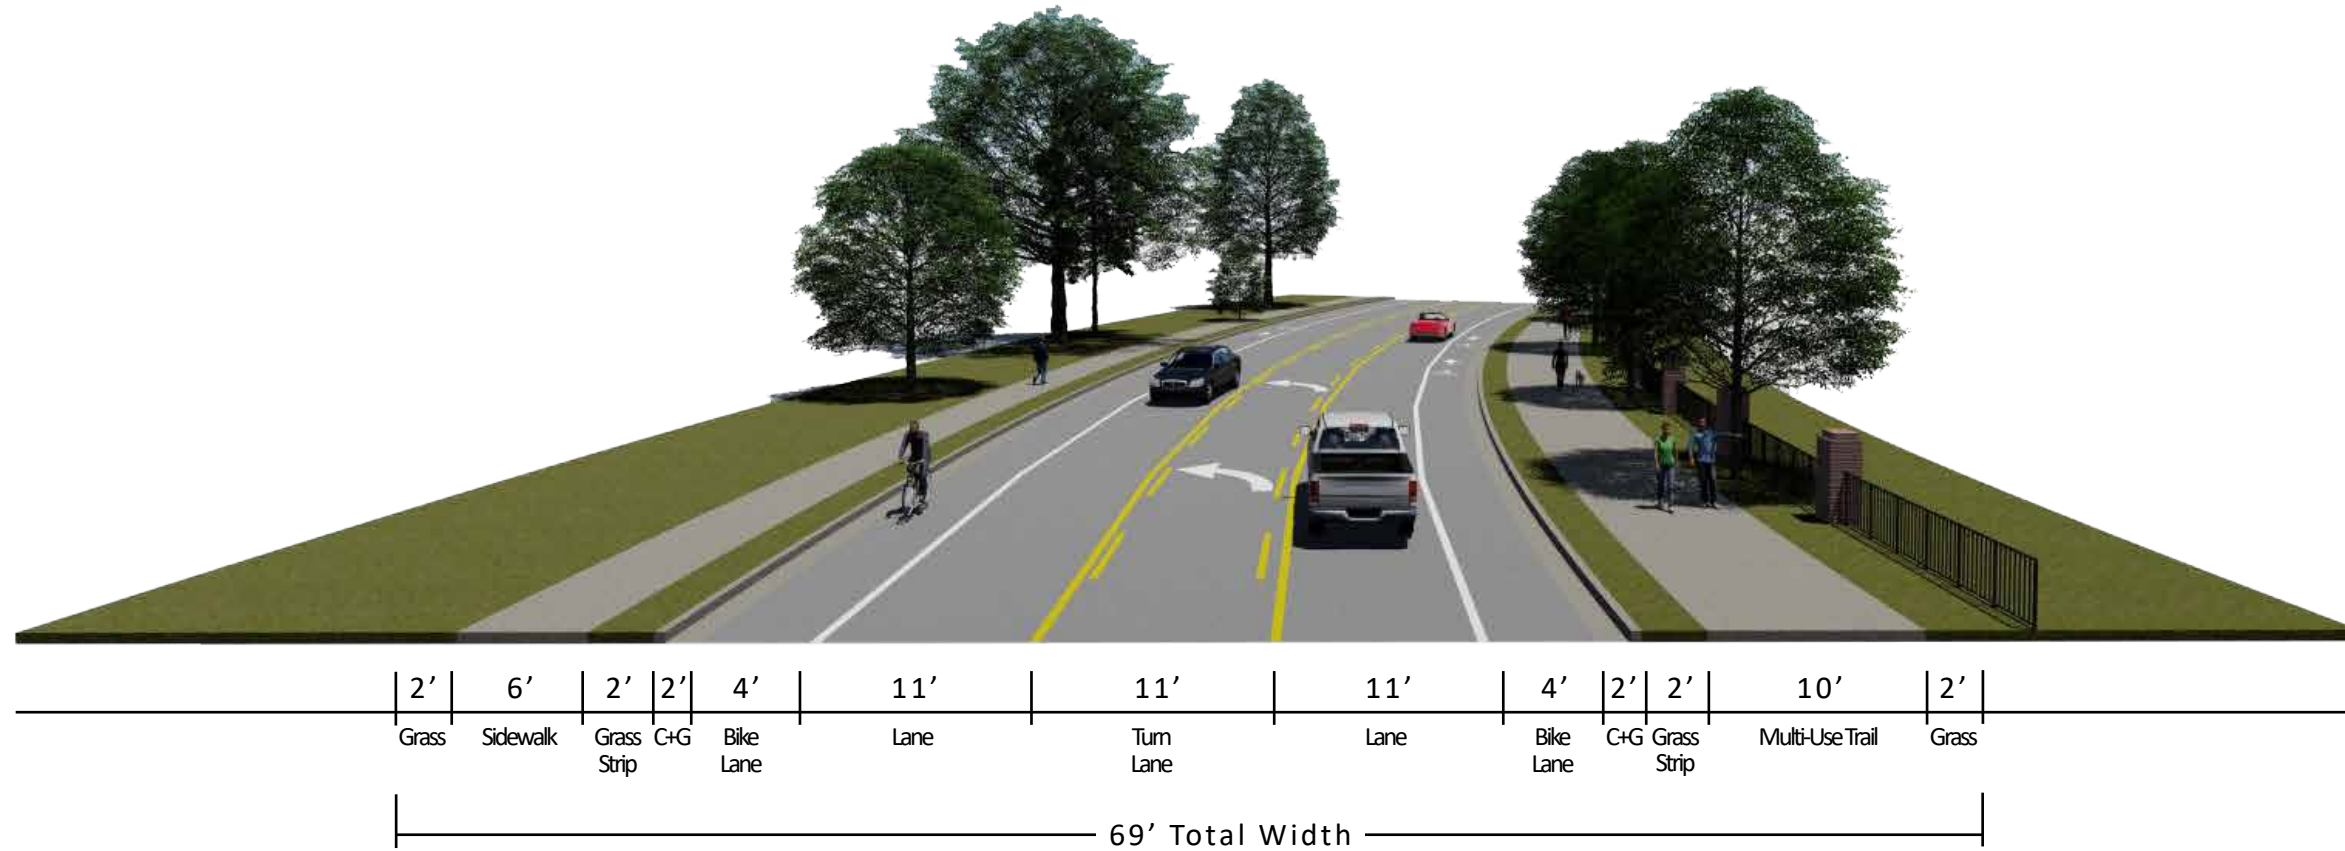 2’ 6’ 2’ 2’ 4’ 11’ 11’ 11’ 4’ 2’ 2’ 10’ 2’
Grass Sidewalk Grass C+G Bike Lane Turn Bike C+G Grass Multi-Use Trail Grass
Strip Lane Lane Lane Strip
69’ Total Width